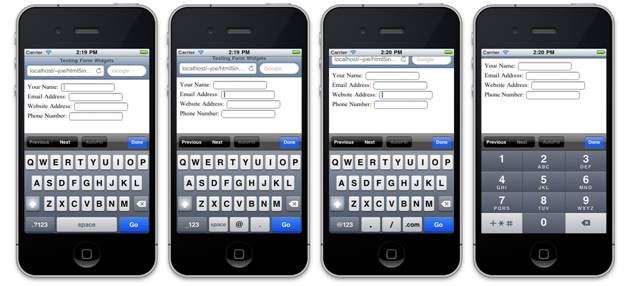 Carrier 2:19 PM
Testing Form Widgets
localhost/~joe/htmlSin... Google
Your Name:
Email Address:
Website Address:
Phone Number:
Previous Next AutoFill Done
Q W E R T Y U I O P
A S D F G H J K L
Z X C V B N M
.?123 space Go
Carrier 2:19 PM
Testing Form Widgets
localhost/~joe/htmlSin... Google
Your Name:
Email Address:
Website Address:
Phone Number:
Previous Next AutoFill Done
Q W E R T Y U I O P
A S D F G H J K L
Z X C V B N M
.123 space @ . Go
Carrier 2:20 PM
localhost/~joe/htmlSin... Google
Your Name:
Email Address:
Website Address:
Phone Number:
Previous Next AutoFill Done
Q W E R T Y U I O P
A S D F G H J K L
Z X C V B N M
@123 . / .com Go
Carrier 2:20 PM
Your Name:
Email Address:
Website Address:
Phone Number:
Previous Next AutoFill Done
1 2 3
ABC DEF
4 5 6
GHI JKL MNO
7 8 9
PQRS TUV WXYZ
+*# 0